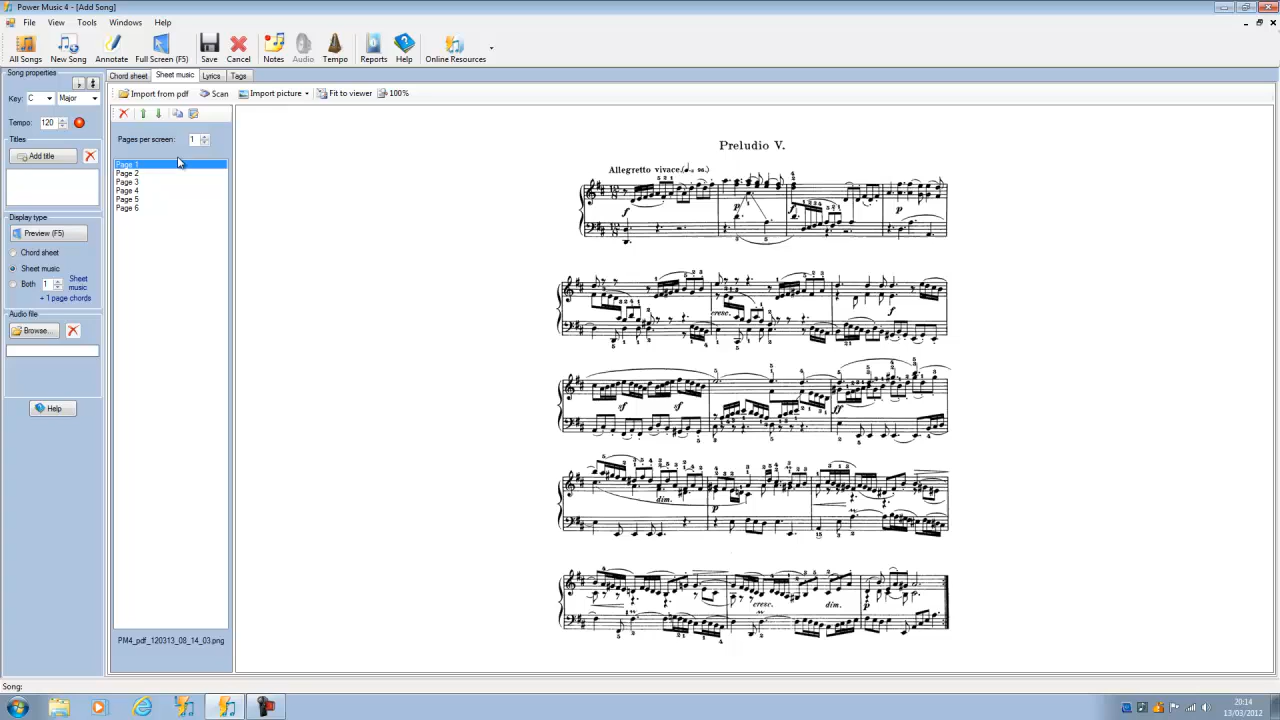 Power Music 4 - [Add Song]
File View Tools Windows Help
All Songs New Song Annotate Full Screen (F5) Save Cancel Notes Audio Tempo Reports Help Online Resources
Song properties
Chord sheet Sheet music Lyrics Tags
Import from pdf Scan Import picture Fit to viewer 100%
Key: C Major
Tempo: 120
Titles
Add title
Pages per screen: 1
Page 1
Page 2
Page 3
Page 4
Page 5
Page 6
Display type
Preview (F5)
Chord sheet
Sheet music
Both 1 Sheet music
+ 1 page chords
Audio file
Browse...
Help
PM4_pdf_120313_08_14_03.png
Preludio V.
Allegretto vivace.
f p f p
cresc. f
sf sf ff
dim. p
cresc. dim. p
Song:
20:14
13/03/2012